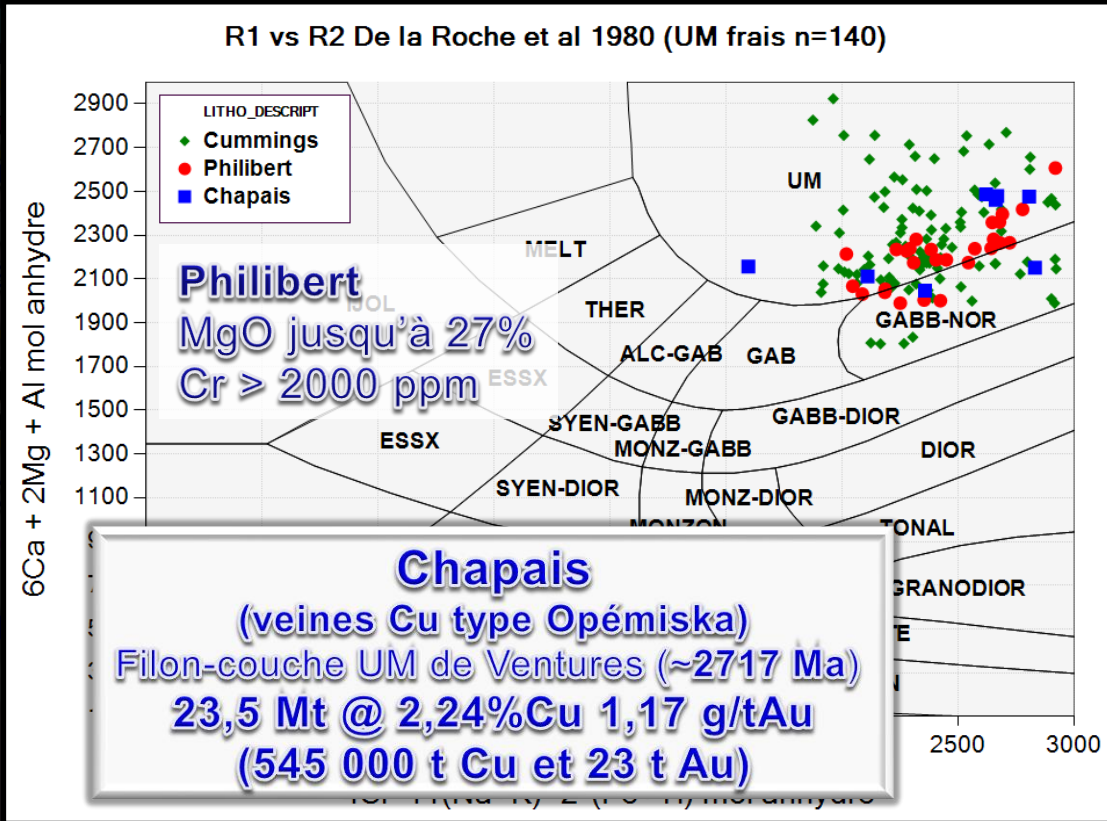 R1 vs R2 De la Roche et al 1980 (UM frais n=140)
6Ca + 2Mg + Al mol anhydre
2900
2700
2500
2300
2100
1900
1700
1500
1300
1100
LITHO_DESCRIPT
Cummings
Philibert
Chapais
UM
MELT
IJOL
THER
GABB-NOR
ALC-GAB
GAB
ESSX
Philibert
MgO jusqu'à 27%
Cr > 2000 ppm
SYEN-GABB
GABB-DIOR
ESSX
MONZ-GABB
DIOR
SYEN-DIOR
MONZ-DIOR
MONZON
TONAL
GRANODIOR
Chapais
(veines Cu type Opémiska)
Filon-couche UM de Ventures (~2717 Ma)
23,5 Mt @ 2,24%Cu 1,17 g/tAu
(545 000 t Cu et 23 t Au)
2500
3000